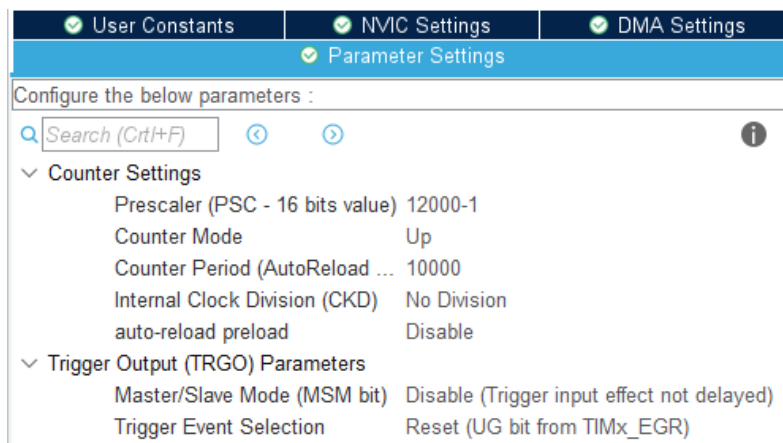 User Constants
NVIC Settings
DMA Settings
Parameter Settings
Configure the below parameters :
Search (Crtl+F)
Counter Settings
Prescaler (PSC - 16 bits value) 12000-1
Counter Mode Up
Counter Period (AutoReload ... 10000
Internal Clock Division (CKD) No Division
auto-reload preload Disable
Trigger Output (TRGO) Parameters
Master/Slave Mode (MSM bit) Disable (Trigger input effect not delayed)
Trigger Event Selection Reset (UG bit from TIMx_EGR)